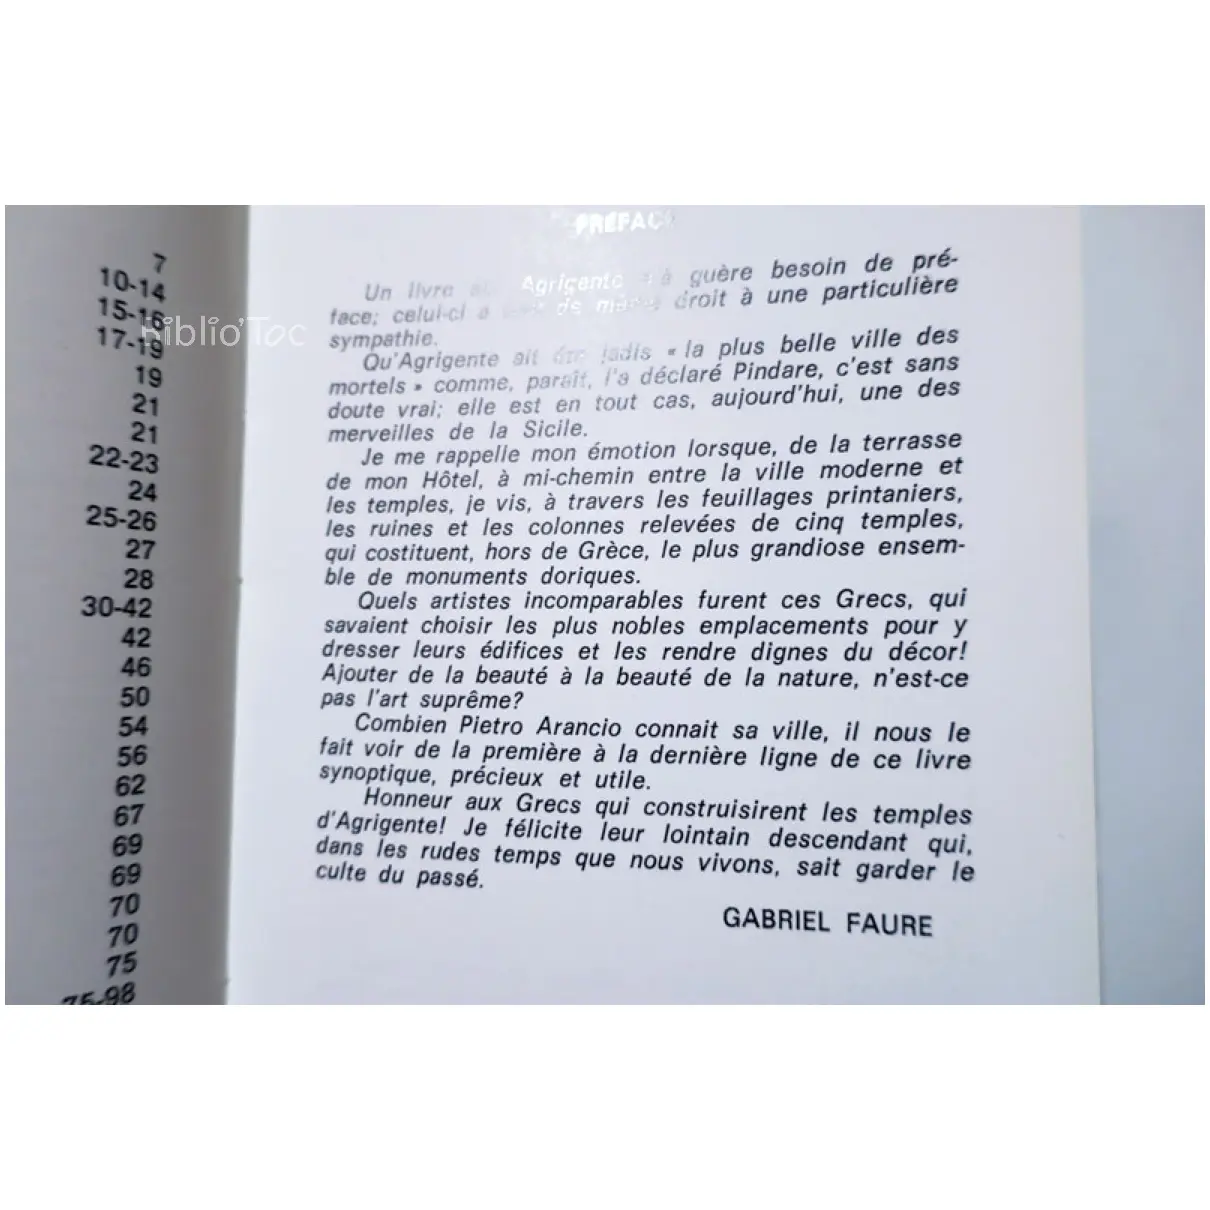 7
10-14
15-16
17-19
19
21
21
22-23
24
25-26
27
28
30-42
42
46
50
54
56
62
67
69
69
70
70
75
75-98
Biblio'Toc
PREFACE
Un livre Agrigente à guère besoin de pré-
face; celui-ci a de droit à une particulière
sympathie.
Qu'Agrigente ait été jadis « la plus belle ville des
mortels » comme, paraît, l'a déclaré Pindare, c'est sans
doute vrai; elle est en tout cas, aujourd'hui, une des
merveilles de la Sicile.
Je me rappelle mon émotion lorsque, de la terrasse
de mon Hôtel, à mi-chemin entre la ville moderne et
les temples, je vis, à travers les feuillages printaniers,
les ruines et les colonnes relevées de cinq temples,
qui costituent, hors de Grèce, le plus grandiose ensem-
ble de monuments doriques.
Quels artistes incomparables furent ces Grecs, qui
savaient choisir les plus nobles emplacements pour y
dresser leurs édifices et les rendre dignes du décor!
Ajouter de la beauté à la beauté de la nature, n'est-ce
pas l'art suprême?
Combien Pietro Arancio connait sa ville, il nous le
fait voir de la première à la dernière ligne de ce livre
synoptique, précieux et utile.
Honneur aux Grecs qui construisirent les temples
d'Agrigente! Je félicite leur lointain descendant qui,
dans les rudes temps que nous vivons, sait garder le
culte du passé.
GABRIEL FAURE